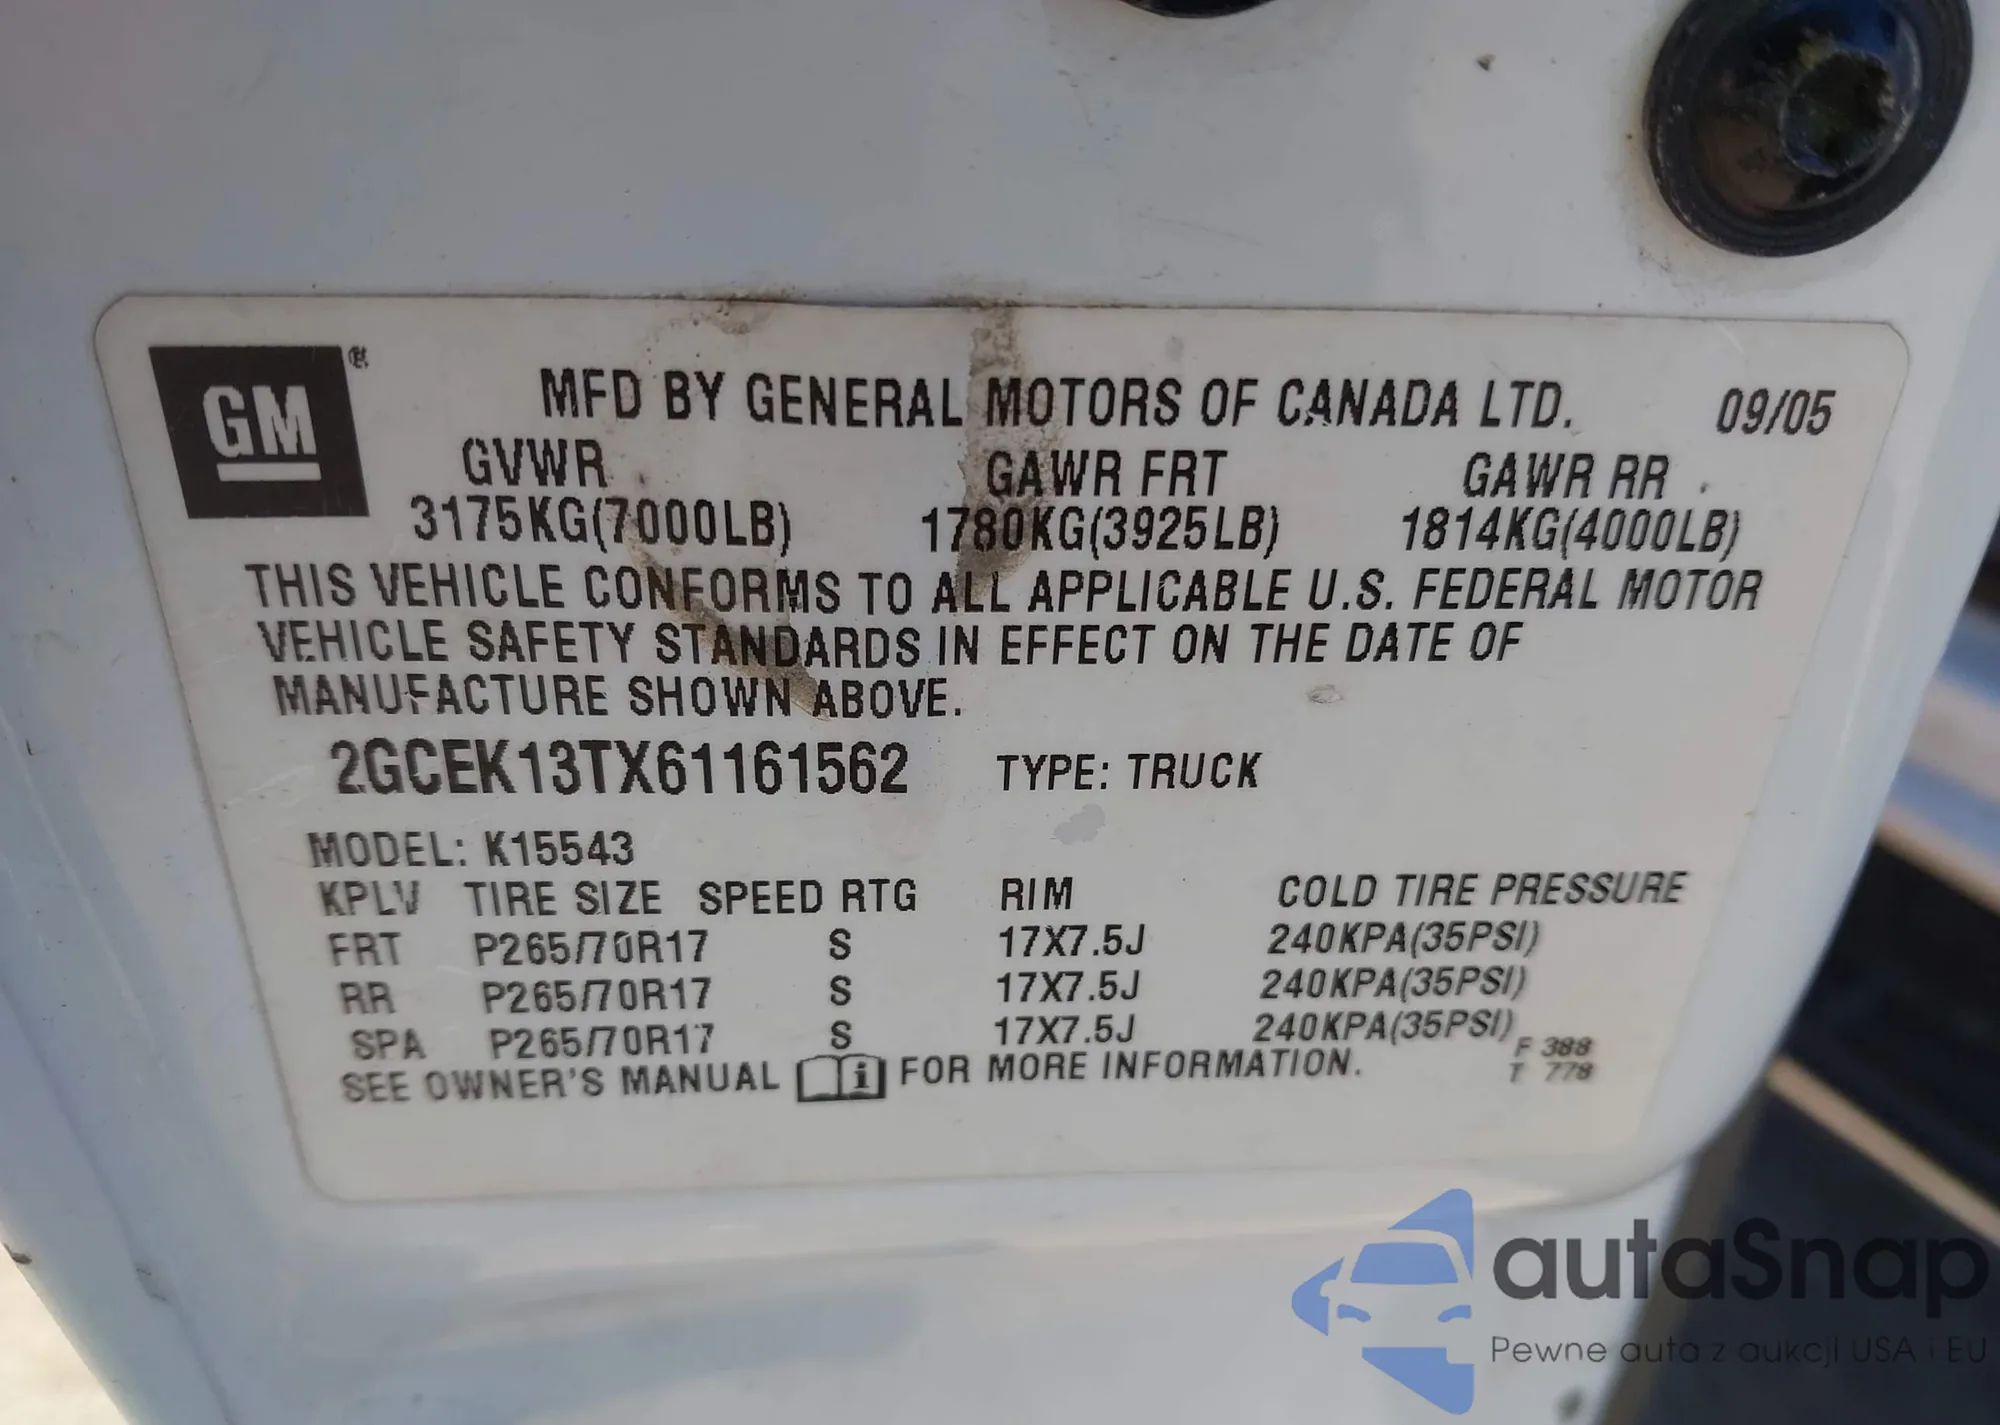 GM ®
MFD BY GENERAL MOTORS OF CANADA LTD. 09/05
GVWR GAWR FRT GAWR RR
3175KG(7000LB) 1780KG(3925LB) 1814KG(4000LB)
THIS VEHICLE CONFORMS TO ALL APPLICABLE U.S. FEDERAL MOTOR
VEHICLE SAFETY STANDARDS IN EFFECT ON THE DATE OF
MANUFACTURE SHOWN ABOVE.
2GCEK13TX61161562 TYPE: TRUCK
MODEL: K15543
KPLV TIRE SIZE SPEED RTG RIM COLD TIRE PRESSURE
FRT P265/70R17 S 17X7.5J 240KPA(35PSI)
RR P265/70R17 S 17X7.5J 240KPA(35PSI)
SPA P265/70R17 S 17X7.5J 240KPA(35PSI)
SEE OWNER'S MANUAL i FOR MORE INFORMATION.
F 388
T 778
autaSnap
Pewne auta z aukcji USA i EU